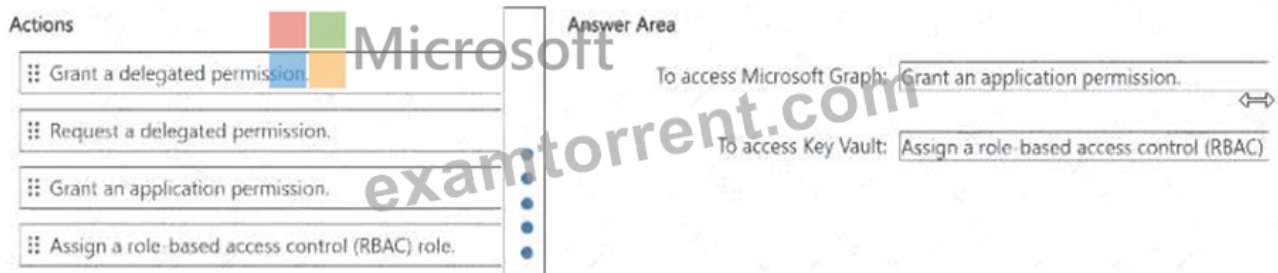 Actions
Microsoft
Grant a delegated permission.
Request a delegated permission.
Grant an application permission.
Assign a role-based access control (RBAC) role.
Answer Area
To access Microsoft Graph: Grant an application permission.
To access Key Vault: Assign a role-based access control (RBAC)
examtorrent.com